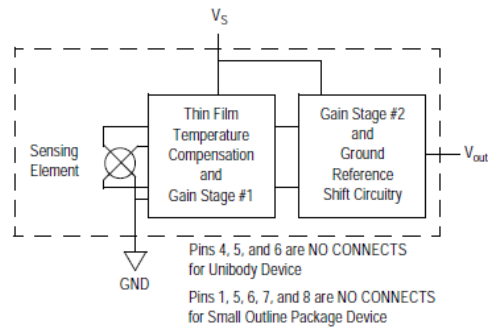 VS
Sensing
Element
Thin Film
Temperature
Compensation
and
Gain Stage #1
Gain Stage #2
and
Ground
Reference
Shift Circuitry
Vout
GND
Pins 4, 5, and 6 are NO CONNECTS
for Unibody Device
Pins 1, 5, 6, 7, and 8 are NO CONNECTS
for Small Outline Package Device